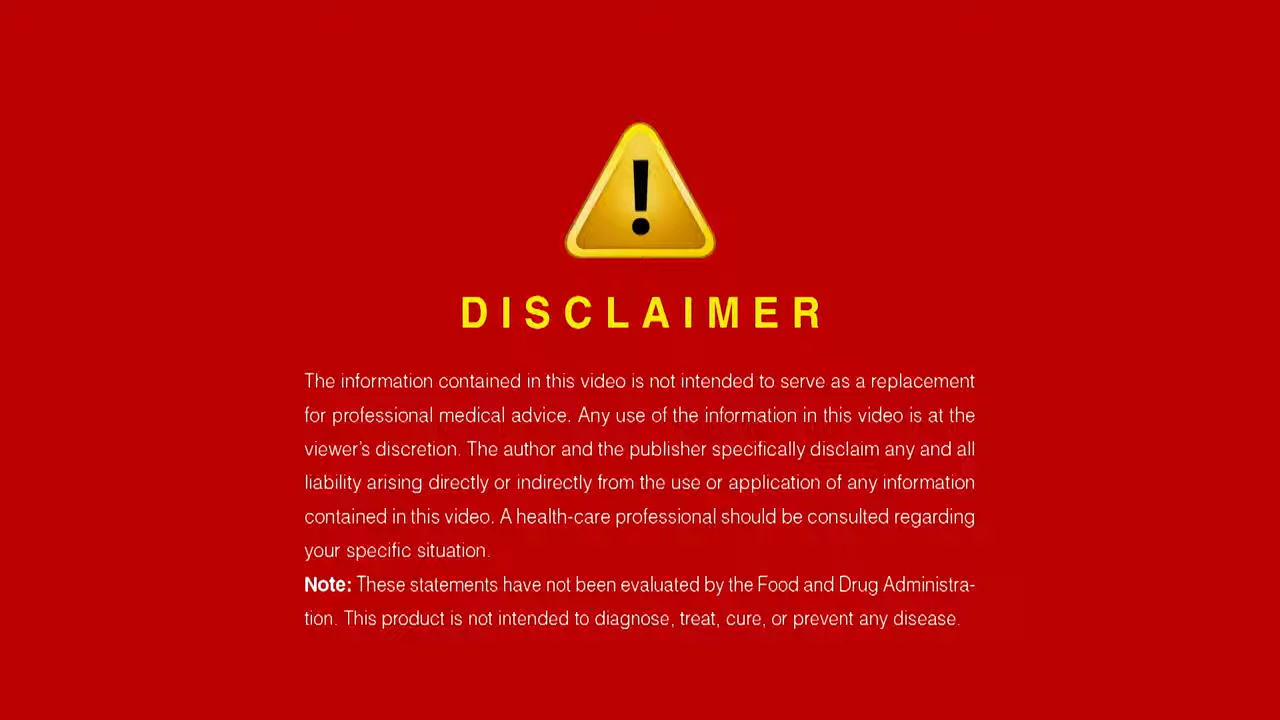 !
DISCLAIMER
The information contained in this video is not intended to serve as a replacement
for professional medical advice. Any use of the information in this video is at the
viewer's discretion. The author and the publisher specifically disclaim any and all
liability arising directly or indirectly from the use or application of any information
contained in this video. A health-care professional should be consulted regarding
your specific situation.
Note: These statements have not been evaluated by the Food and Drug Administra-
tion. This product is not intended to diagnose, treat, cure, or prevent any disease.